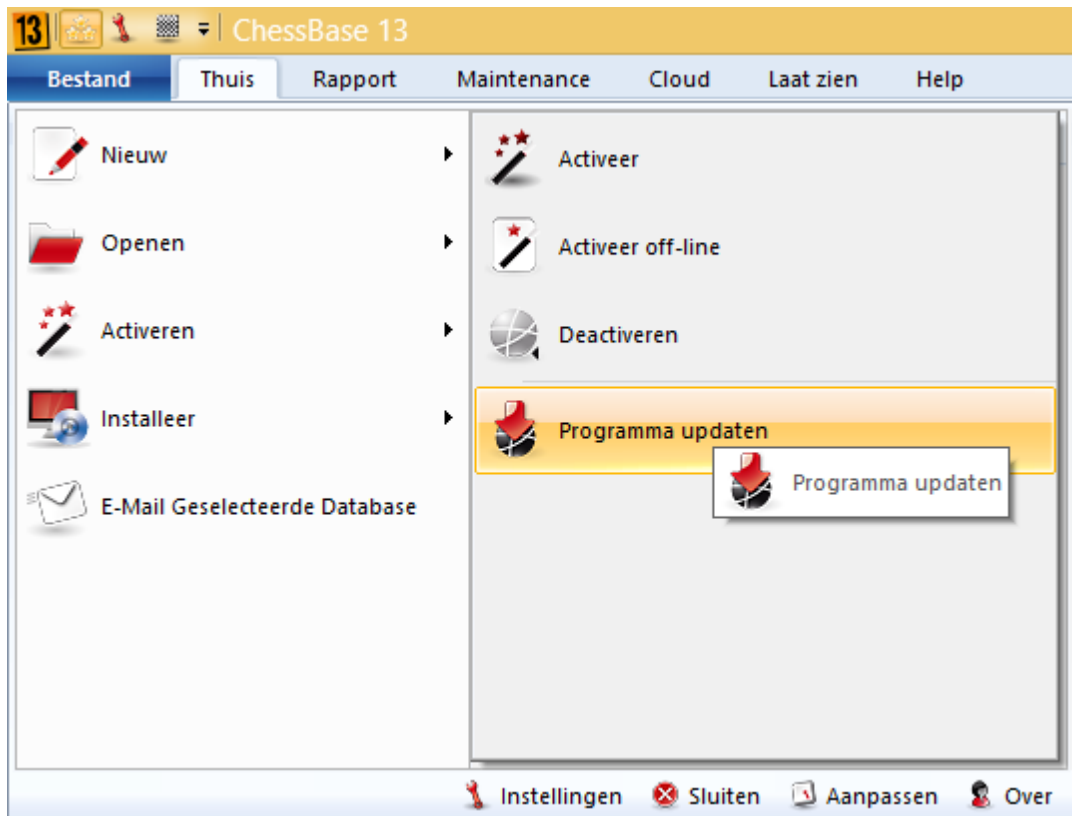 13 ChessBase 13
Bestand Thuis Rapport Maintenance Cloud Laat zien Help
Nieuw
Openen
Activeren
Installeer
E-Mail Geselecteerde Database
Activeer
Activeer off-line
Deactiveren
Programma updaten
Programma updaten
Instellingen Sluiten Aanpassen Over